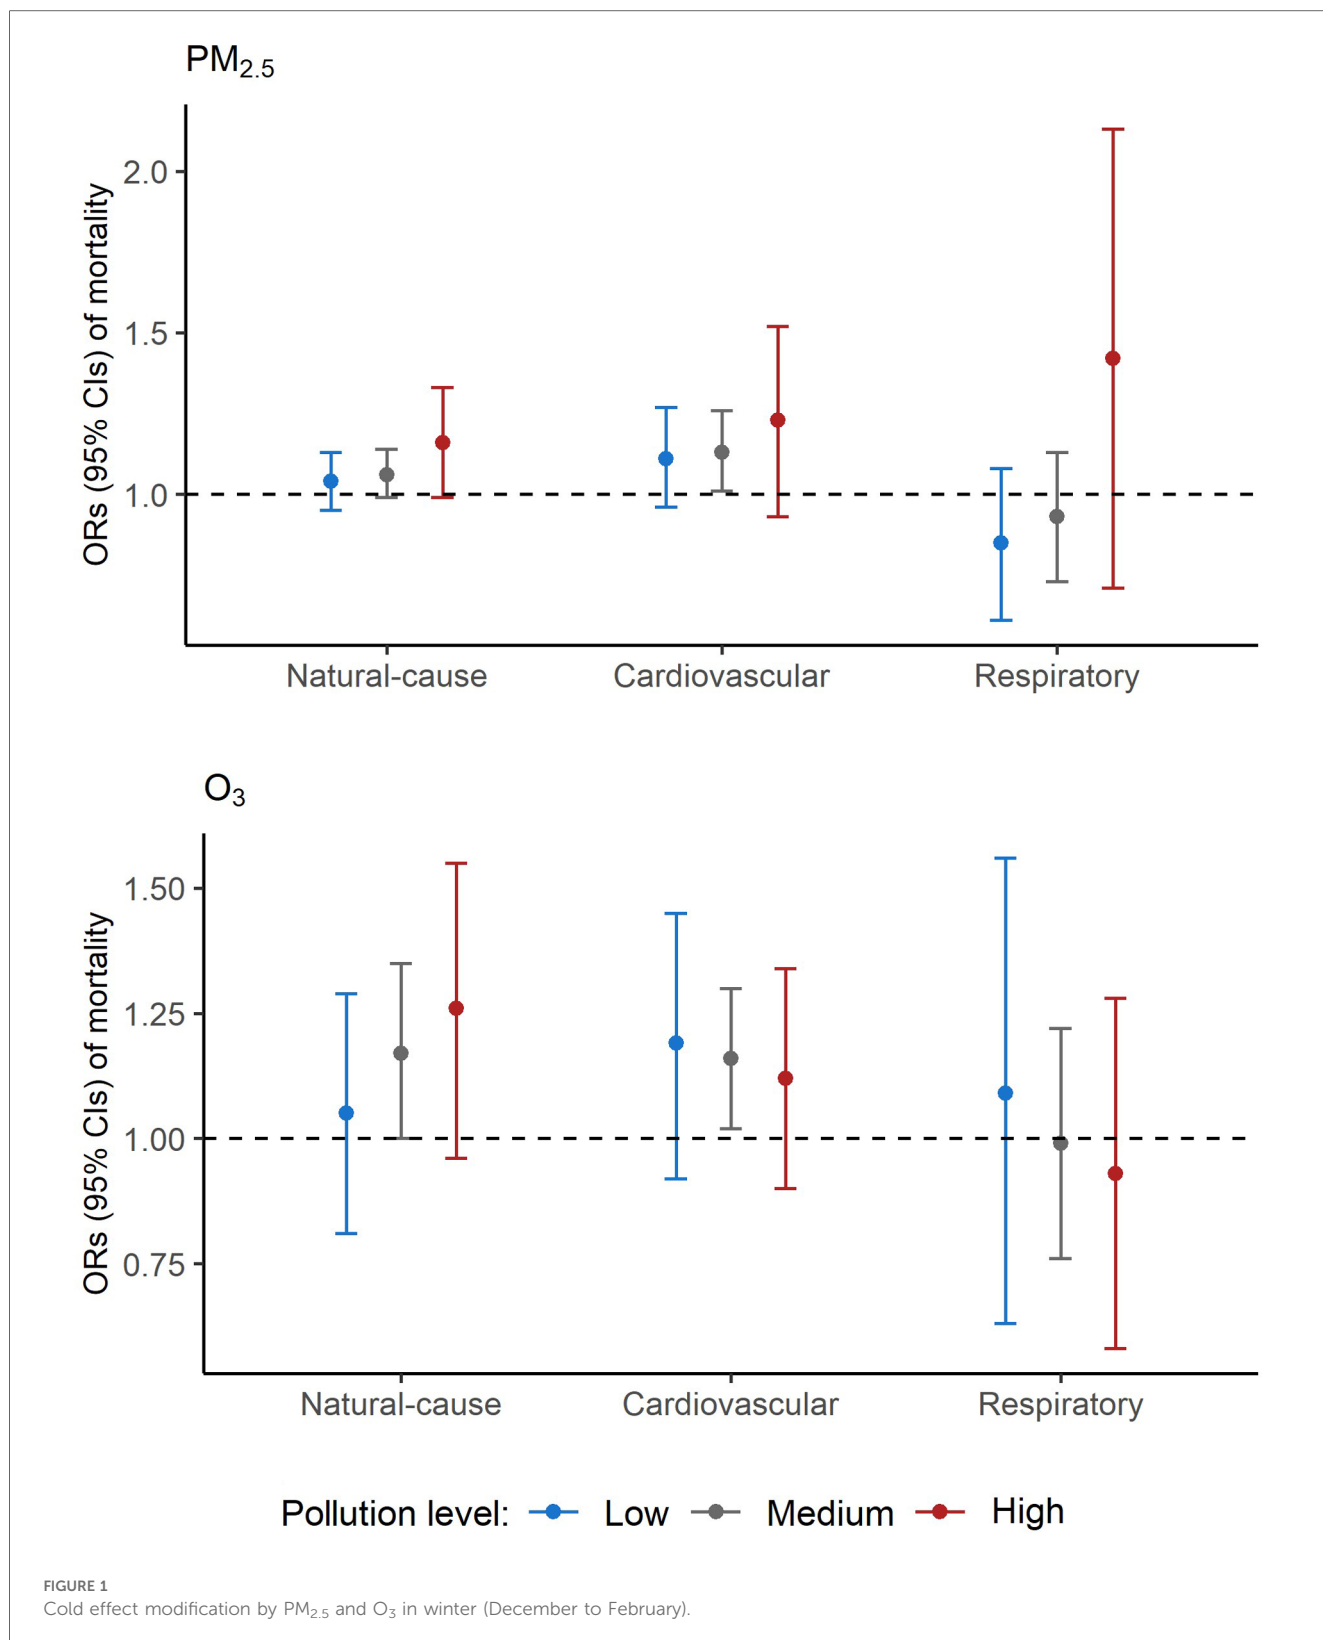 PM2.5
ORs (95% CIs) of mortality
2.0
1.5
1.0
Natural-cause Cardiovascular Respiratory
O3
ORs (95% CIs) of mortality
1.50
1.25
1.00
0.75
Natural-cause Cardiovascular Respiratory
Pollution level: Low Medium High
FIGURE 1
Cold effect modification by PM2.5 and O3 in winter (December to February).